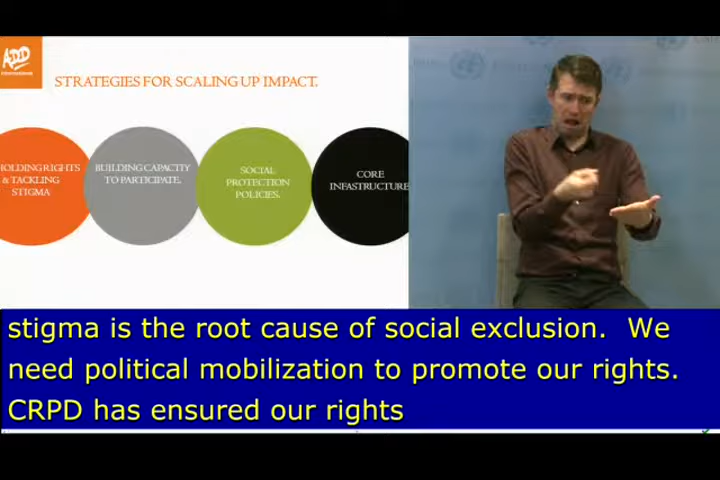 ADD
STRATEGIES FOR SCALING UP IMPACT.
HOLDING RIGHTS
& TACKLING
STIGMA
BUILDING CAPACITY
TO PARTICIPATE.
SOCIAL
PROTECTION
POLICIES.
CORE
INFASTRUCTURE
stigma is the root cause of social exclusion.  We
need political mobilization to promote our rights.
CRPD has ensured our rights